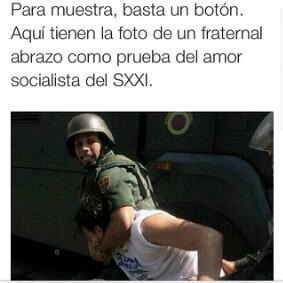 Para muestra, basta un botón.
Aquí tienen la foto de un fraternal
abrazo como prueba del amor
socialista del SXXI.